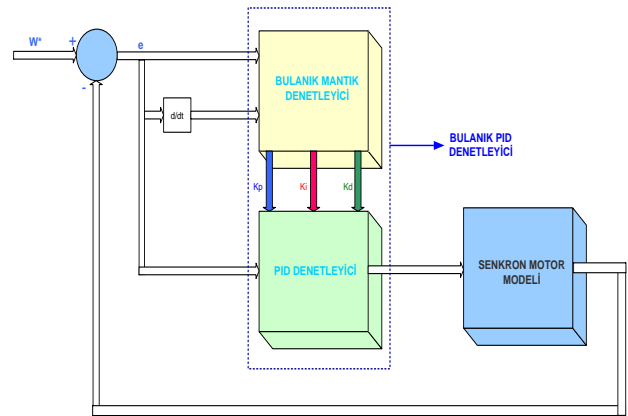 W*
+
e
-
BULANIK MANTIK
DENETLEYİCİ
d/dt
BULANIK PID
DENETLEYİCİ
Kp
Ki
Kd
PID DENETLEYİCİ
SENKRON MOTOR
MODELİ